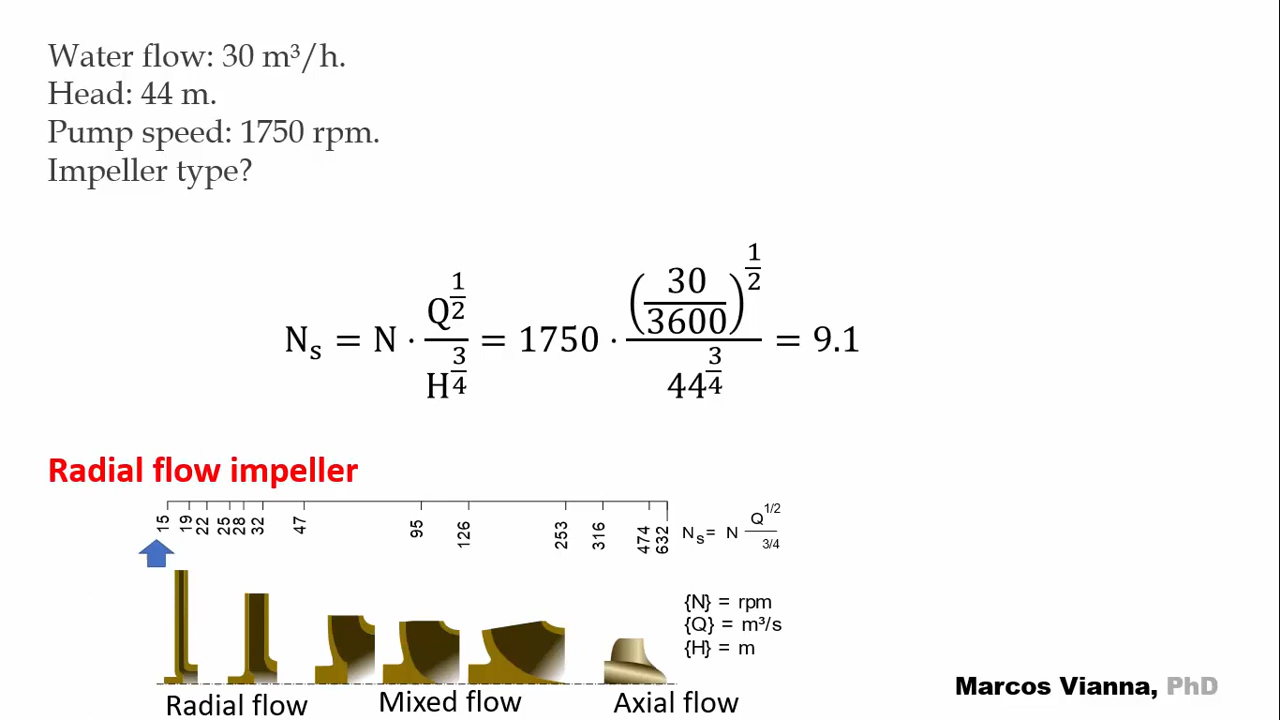 Water flow: 30 m³/h.
Head: 44 m.
Pump speed: 1750 rpm.
Impeller type?
Nₛ = N · Q^(1/2) / H^(3/4) = 1750 · (30/3600)^(1/2) / 44^(3/4) = 9.1
Radial flow impeller
15 19 22 25 28 32 47 95 126 253 316 474 632
Nₛ = N Q^1/2 / 3/4
{N} = rpm
{Q} = m³/s
{H} = m
Radial flow Mixed flow Axial flow
Marcos Vianna, PhD